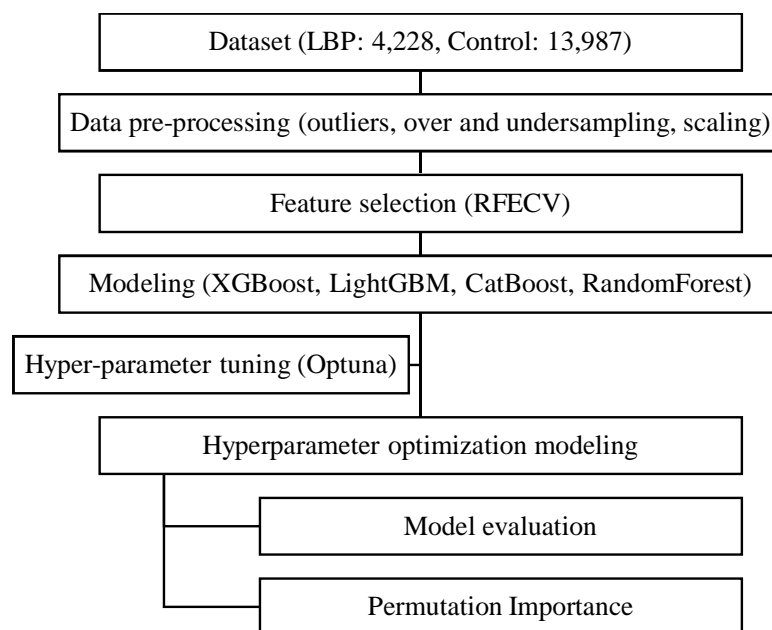 Dataset (LBP: 4,228, Control: 13,987)
Data pre-processing (outliers, over and undersampling, scaling)
Feature selection (RFECV)
Modeling (XGBoost, LightGBM, CatBoost, RandomForest)
Hyper-parameter tuning (Optuna)
Hyperparameter optimization modeling
Model evaluation
Permutation Importance